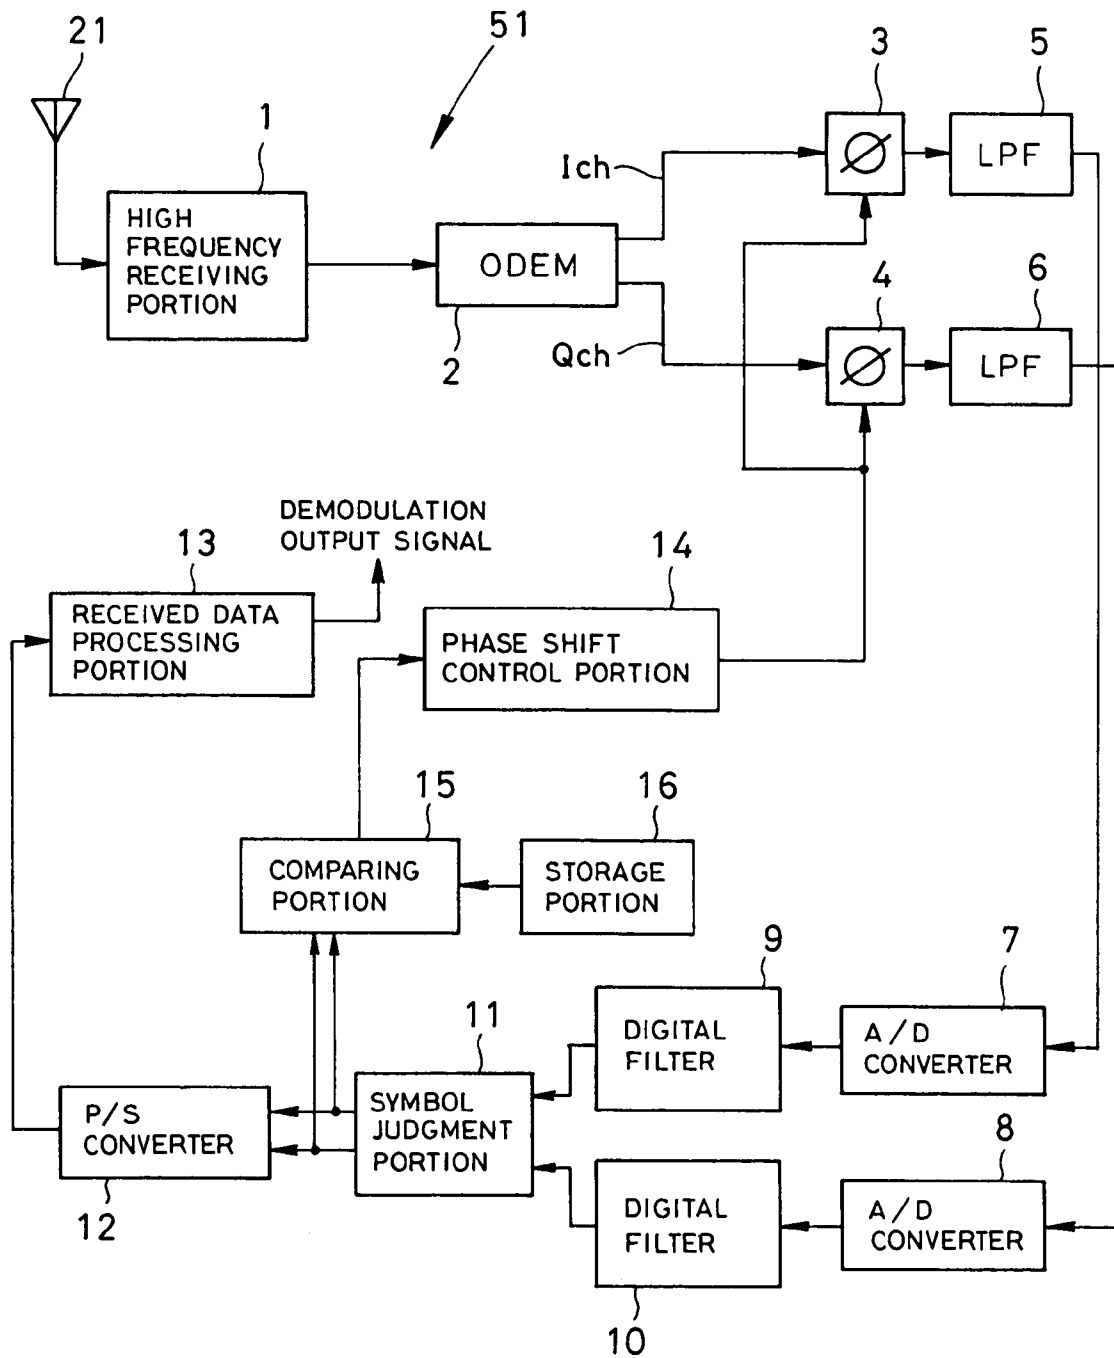 21
51
3
5
1
Ich
LPF
HIGH
FREQUENCY
RECEIVING
PORTION
ODEM
4
6
2
Qch
LPF
DEMODULATION
OUTPUT SIGNAL
13
14
RECEIVED DATA
PROCESSING
PORTION
PHASE SHIFT
CONTROL PORTION
15
16
COMPARING
PORTION
STORAGE
PORTION
9
7
11
DIGITAL
FILTER
A/D
CONVERTER
P/S
CONVERTER
SYMBOL
JUDGMENT
PORTION
8
12
DIGITAL
FILTER
A/D
CONVERTER
10